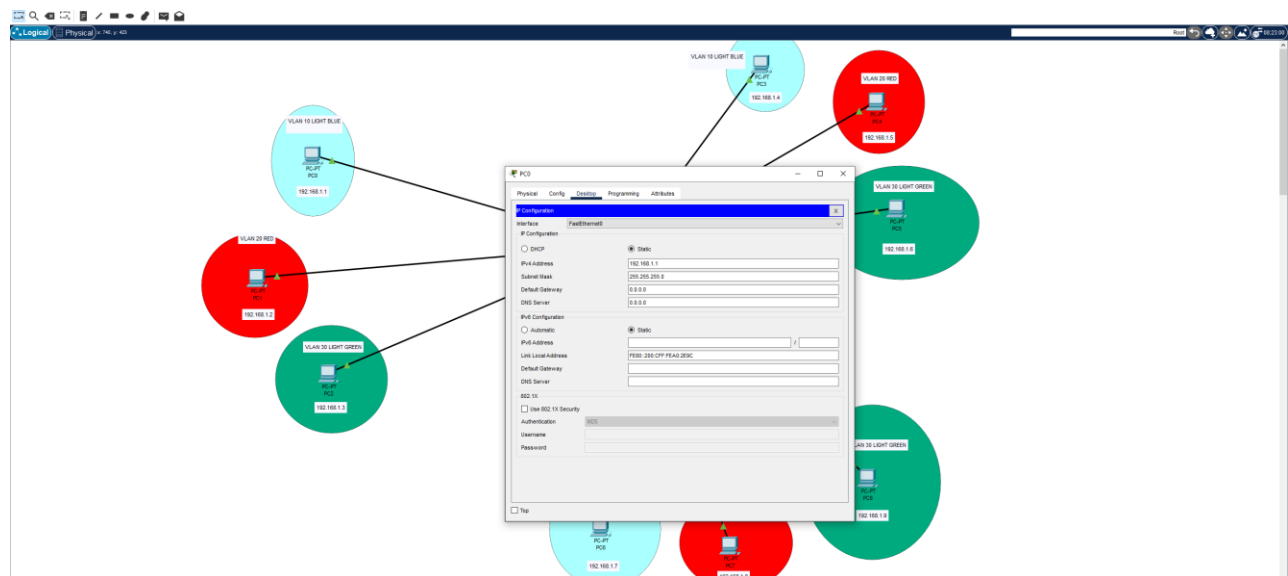 Logical
Physical
x: 746, y: 423
Root
00:23:00
VLAN 10 LIGHT BLUE
PC-PT
PC3
192.168.1.4
VLAN 20 RED
PC-PT
PC4
192.168.1.5
VLAN 10 LIGHT BLUE
PC-PT
PC0
192.168.1.1
VLAN 30 LIGHT GREEN
PC-PT
192.168.1.6
VLAN 20 RED
PC-PT
PC1
192.168.1.2
VLAN 30 LIGHT GREEN
PC-PT
PC2
192.168.1.3
PC0
Physical Config Desktop Programming Attributes
IP Configuration
X
Interface FastEthernet0
IP Configuration
DHCP Static
IPv4 Address 192.168.1.1
Subnet Mask 255.255.255.0
Default Gateway 0.0.0.0
DNS Server 0.0.0.0
IPv6 Configuration
Automatic Static
IPv6 Address /
Link Local Address
Default Gateway
DNS Server
802.1X
Use 802.1X Security
Authentication MD5
Username
Password
Top
LAN 30 LIGHT GREEN
PC-PT
192.168.1.9
PC-PT
PC6
192.168.1.7
PC-PT
PC7